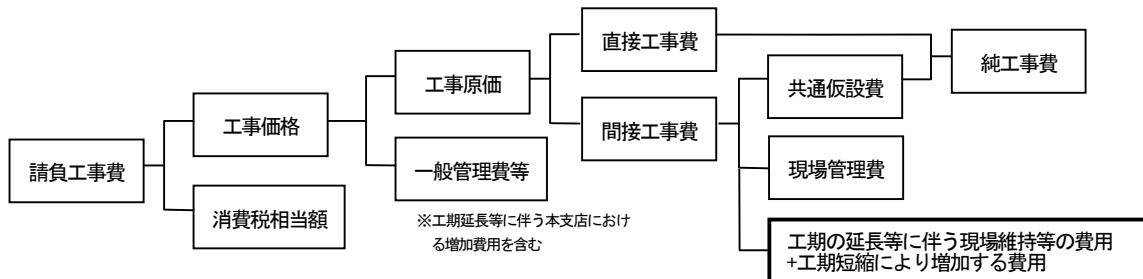 直接工事費
純工事費
工事原価
共通仮設費
工事価格
間接工事費
請負工事費
一般管理費等
現場管理費
消費税相当額
※工期延長等に伴う本支店におけ
る増加費用を含む
工期の延長等に伴う現場維持等の費用
+工期短縮により増加する費用